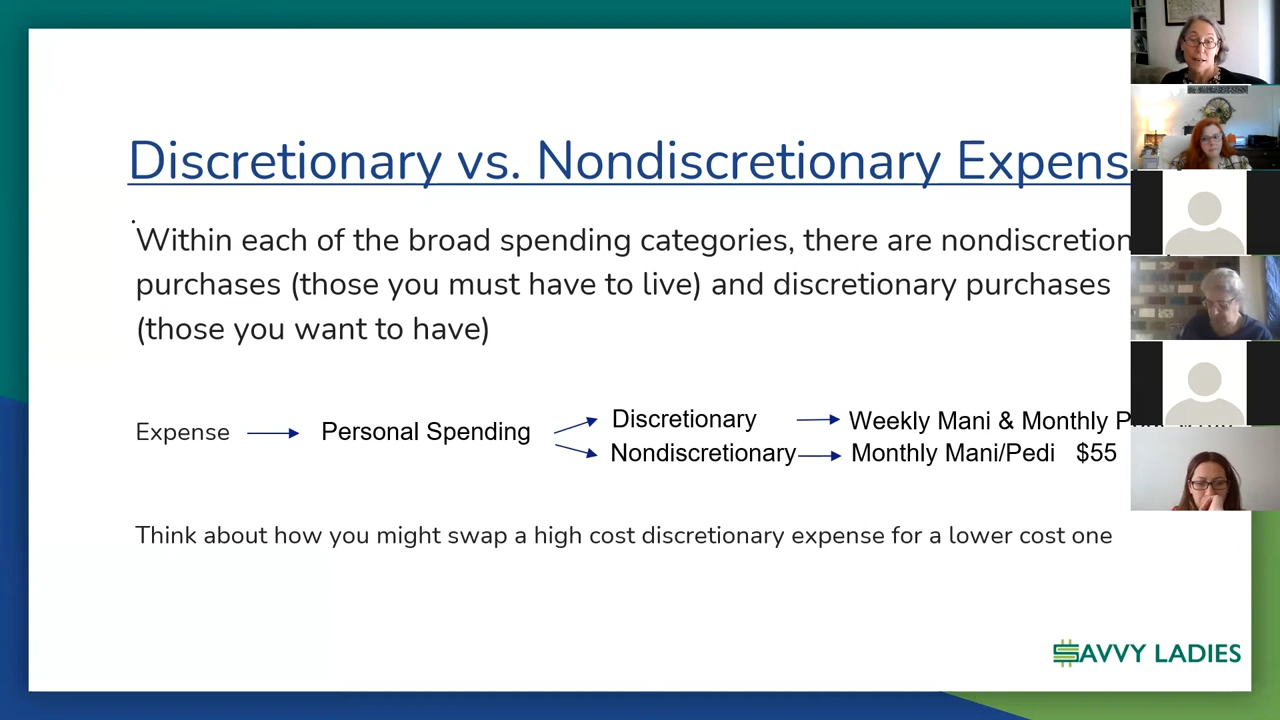 Discretionary vs. Nondiscretionary Expens
Within each of the broad spending categories, there are nondiscretion
purchases (those you must have to live) and discretionary purchases
(those you want to have)
Expense
Personal Spending
Discretionary
Weekly Mani & Monthly P
Nondiscretionary
Monthly Mani/Pedi $55
Think about how you might swap a high cost discretionary expense for a lower cost one
SAVVY LADIES